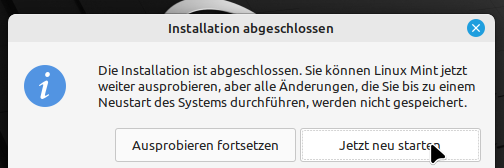 Installation abgeschlossen
Die Installation ist abgeschlossen. Sie können Linux Mint jetzt
weiter ausprobieren, aber alle Änderungen, die Sie bis zu einem
Neustart des Systems durchführen, werden nicht gespeichert.
Ausprobieren fortsetzen
Jetzt neu starten